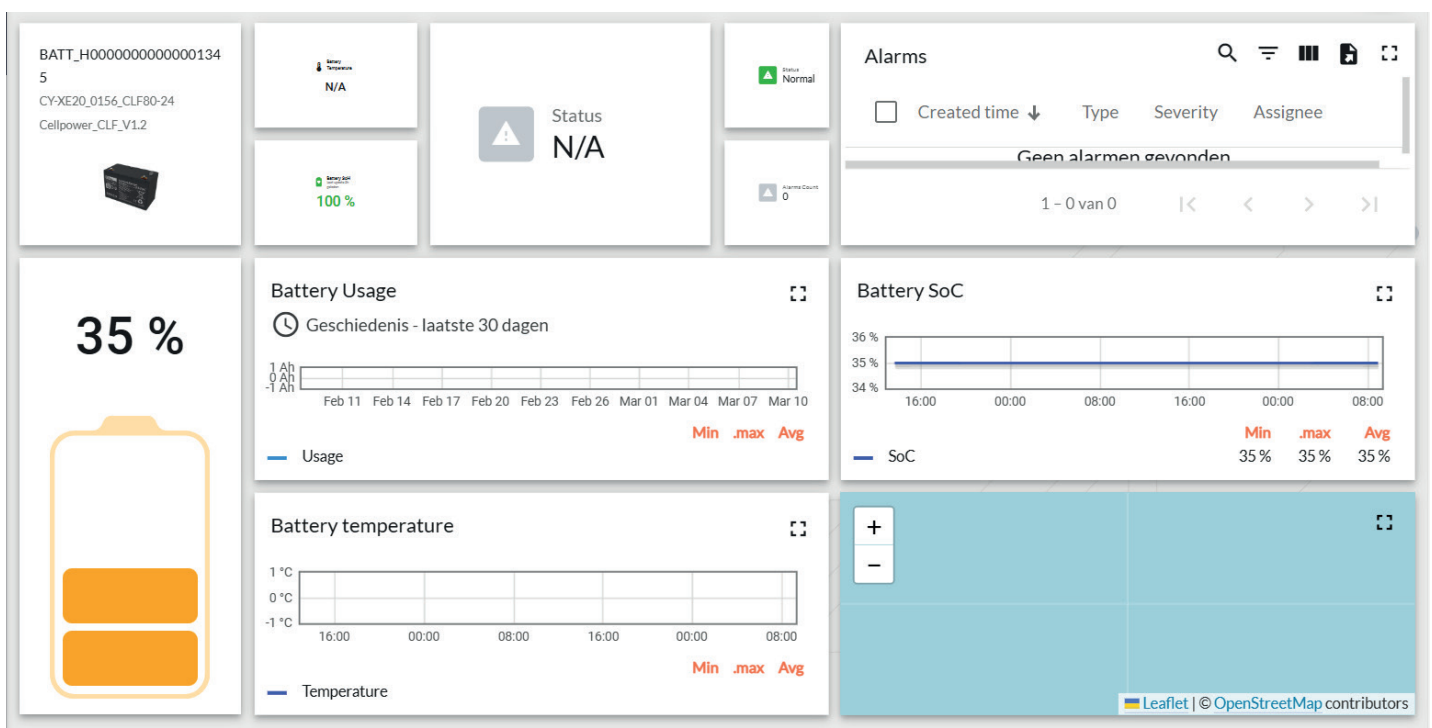 BATT_H0000000000000134
5
CY-XE20_0156_CLF80-24
Cellpower_CLF_V1.2
Battery
Temperature
N/A
Battery SoH
100 %
Status
N/A
Status
Normal
Alarms Count
0
Alarms
Created time
Type
Severity
Assignee
Geen alarmen gevonden
1 – 0 van 0
35 %
Battery Usage
Geschiedenis - laatste 30 dagen
1 Ah
0 Ah
-1 Ah
Feb 11 Feb 14 Feb 17 Feb 20 Feb 23 Feb 26 Mar 01 Mar 04 Mar 07 Mar 10
Min .max Avg
Usage
Battery SoC
36 %
35 %
34 %
16:00 00:00 08:00 16:00 00:00 08:00
Min .max Avg
SoC 35 % 35 % 35 %
Battery temperature
1 °C
0 °C
-1 °C
16:00 00:00 08:00 16:00 00:00 08:00
Min .max Avg
Temperature
+
−
Leaflet | © OpenStreetMap contributors